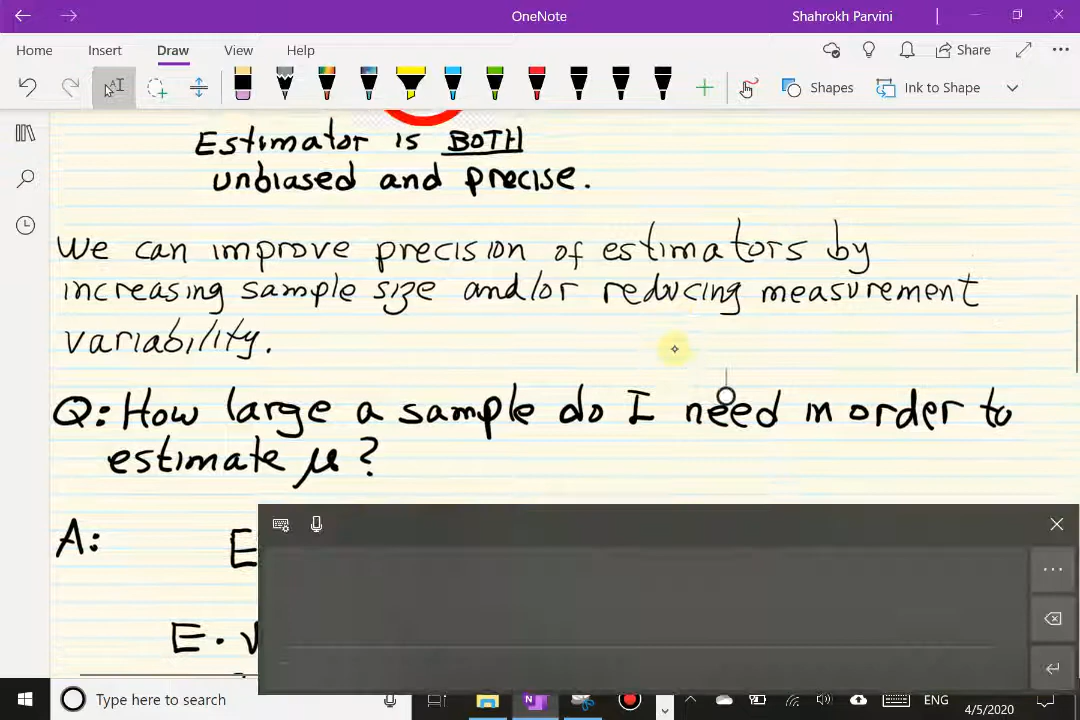 OneNote
Shahrokh Parvini
Home Insert Draw View Help
Share
Shapes
Ink to Shape
Estimator is BOTH
unbiased and precise.
We can improve precision of estimators by
increasing sample size and/or reducing measurement
variability.
Q: How large a sample do I need in order to
estimate μ?
A: E
E.
Type here to search
ENG
4/5/2020